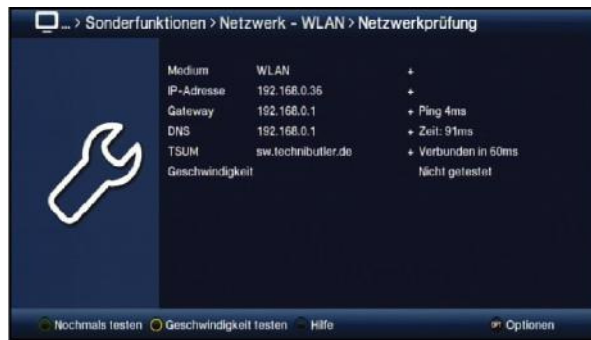 ... > Sonderfunktionen > Netzwerk - WLAN > Netzwerkprüfung
Medium WLAN +
IP-Adresse 192.168.0.36 +
Gateway 192.168.0.1 + Ping 4ms
DNS 192.168.0.1 + Zeit: 91ms
TSUM sw.technibutler.de + Verbunden in 60ms
Geschwindigkeit Nicht getestet
Nochmals testen Geschwindigkeit testen Hilfe OPT Optionen